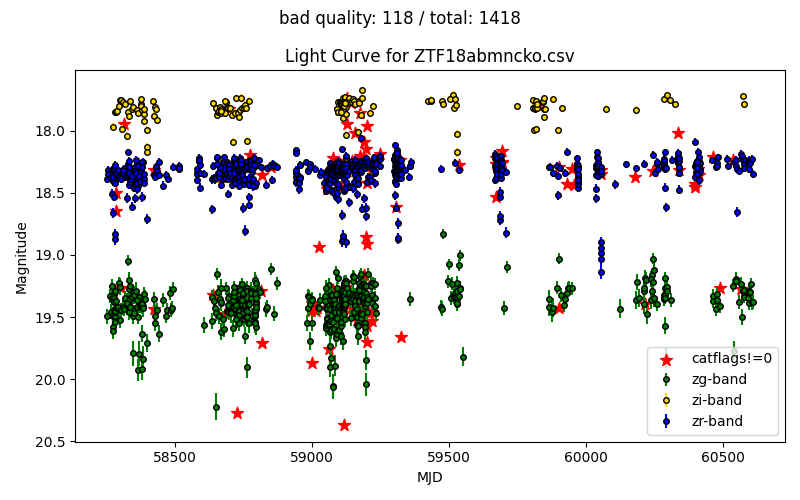 bad quality: 118 / total: 1418
Light Curve for ZTF18abmncko.csv
18.0
18.5
19.0
19.5
20.0
20.5
Magnitude
58500
59000
59500
60000
60500
MJD
catflags!=0
zg-band
zi-band
zr-band